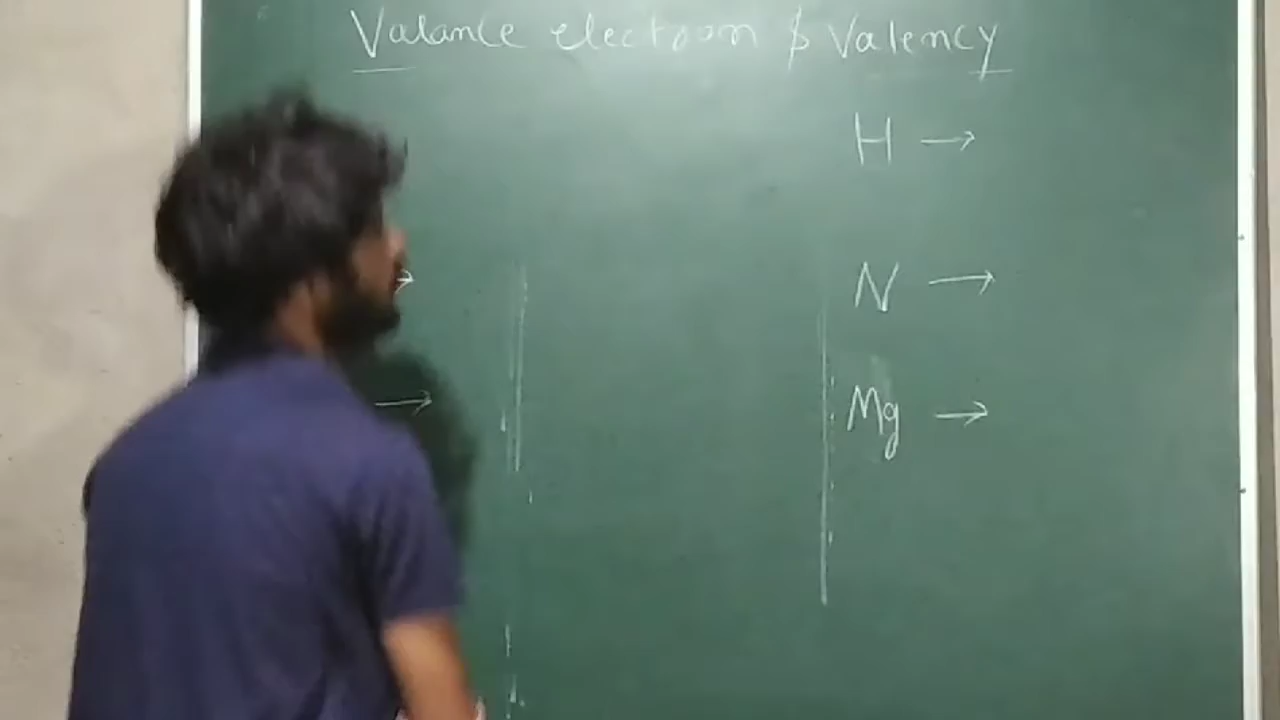 Valance electron $ Valency
H →
N →
→
Mg →
→